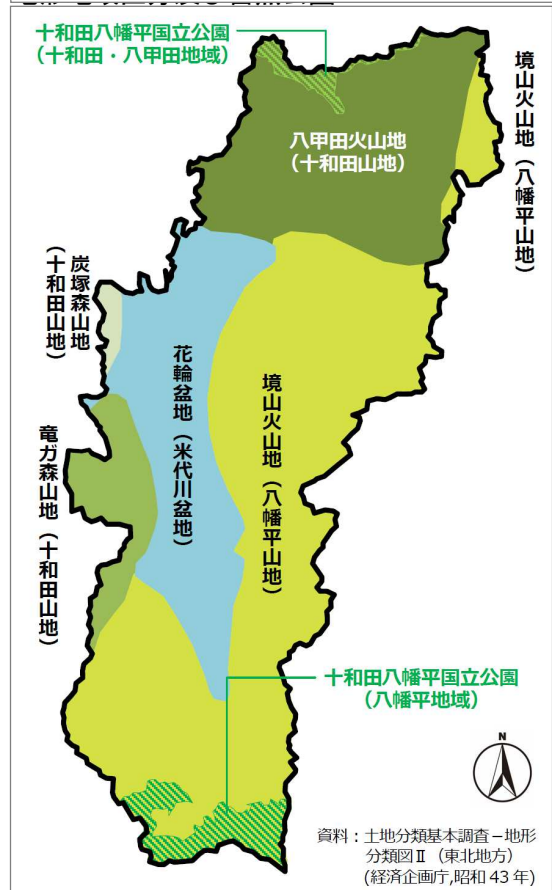 十和田八幡平国立公園
(十和田・八甲田地域)
境山火山地(八幡平山地)
八甲田火山地
(十和田山地)
炭塚森山地
(十和田山地)
花輪盆地(米代川盆地)
境山火山地(八幡平山地)
竜ガ森山地(十和田山地)
十和田八幡平国立公園
(八幡平地域)
N
資料:土地分類基本調査-地形
分類図Ⅱ(東北地方)
(経済企画庁,昭和43年)